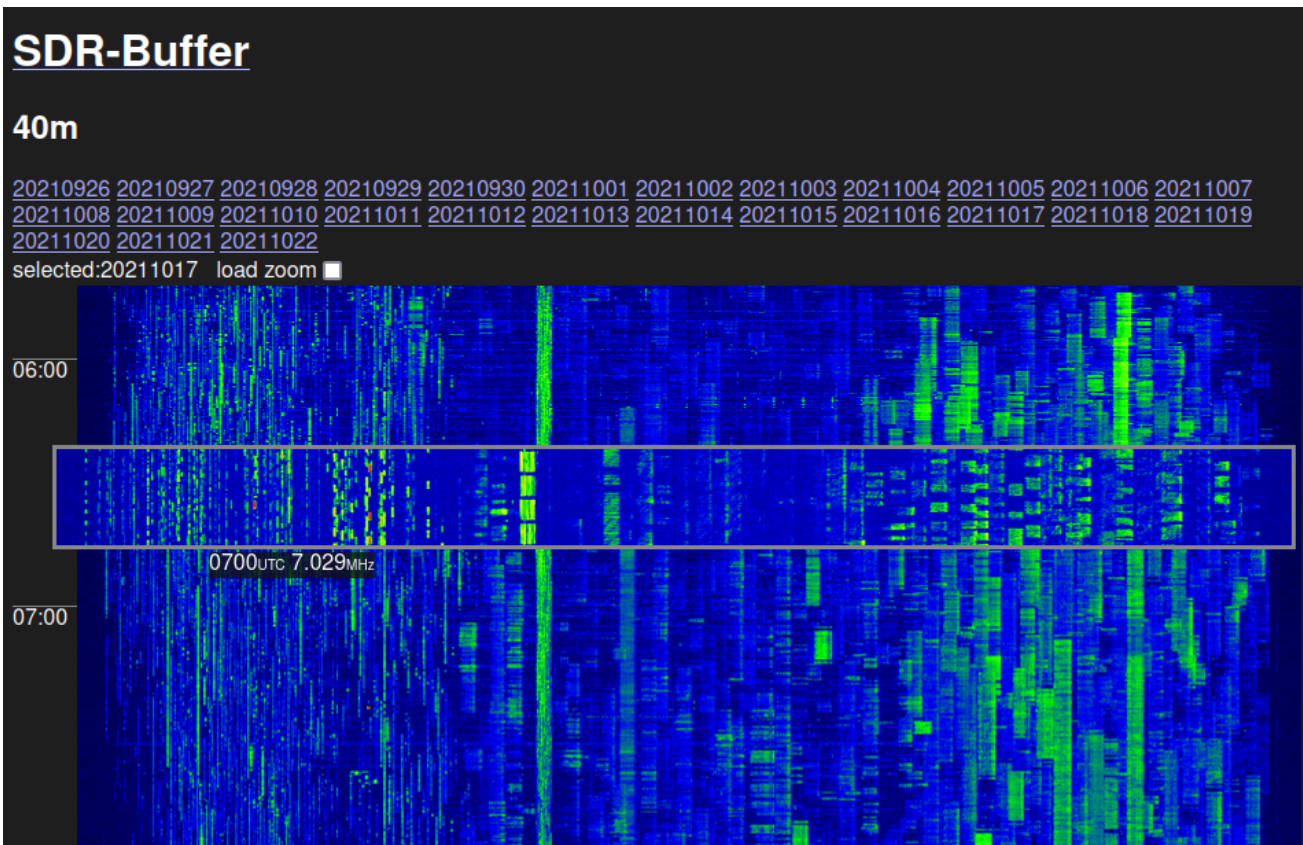 SDR-Buffer
40m
20210926 20210927 20210928 20210929 20210930 20211001 20211002 20211003 20211004 20211005 20211006 20211007
20211008 20211009 20211010 20211011 20211012 20211013 20211014 20211015 20211016 20211017 20211018 20211019
20211020 20211021 20211022
selected:20211017 load zoom
06:00
0700UTC 7.029MHz
07:00